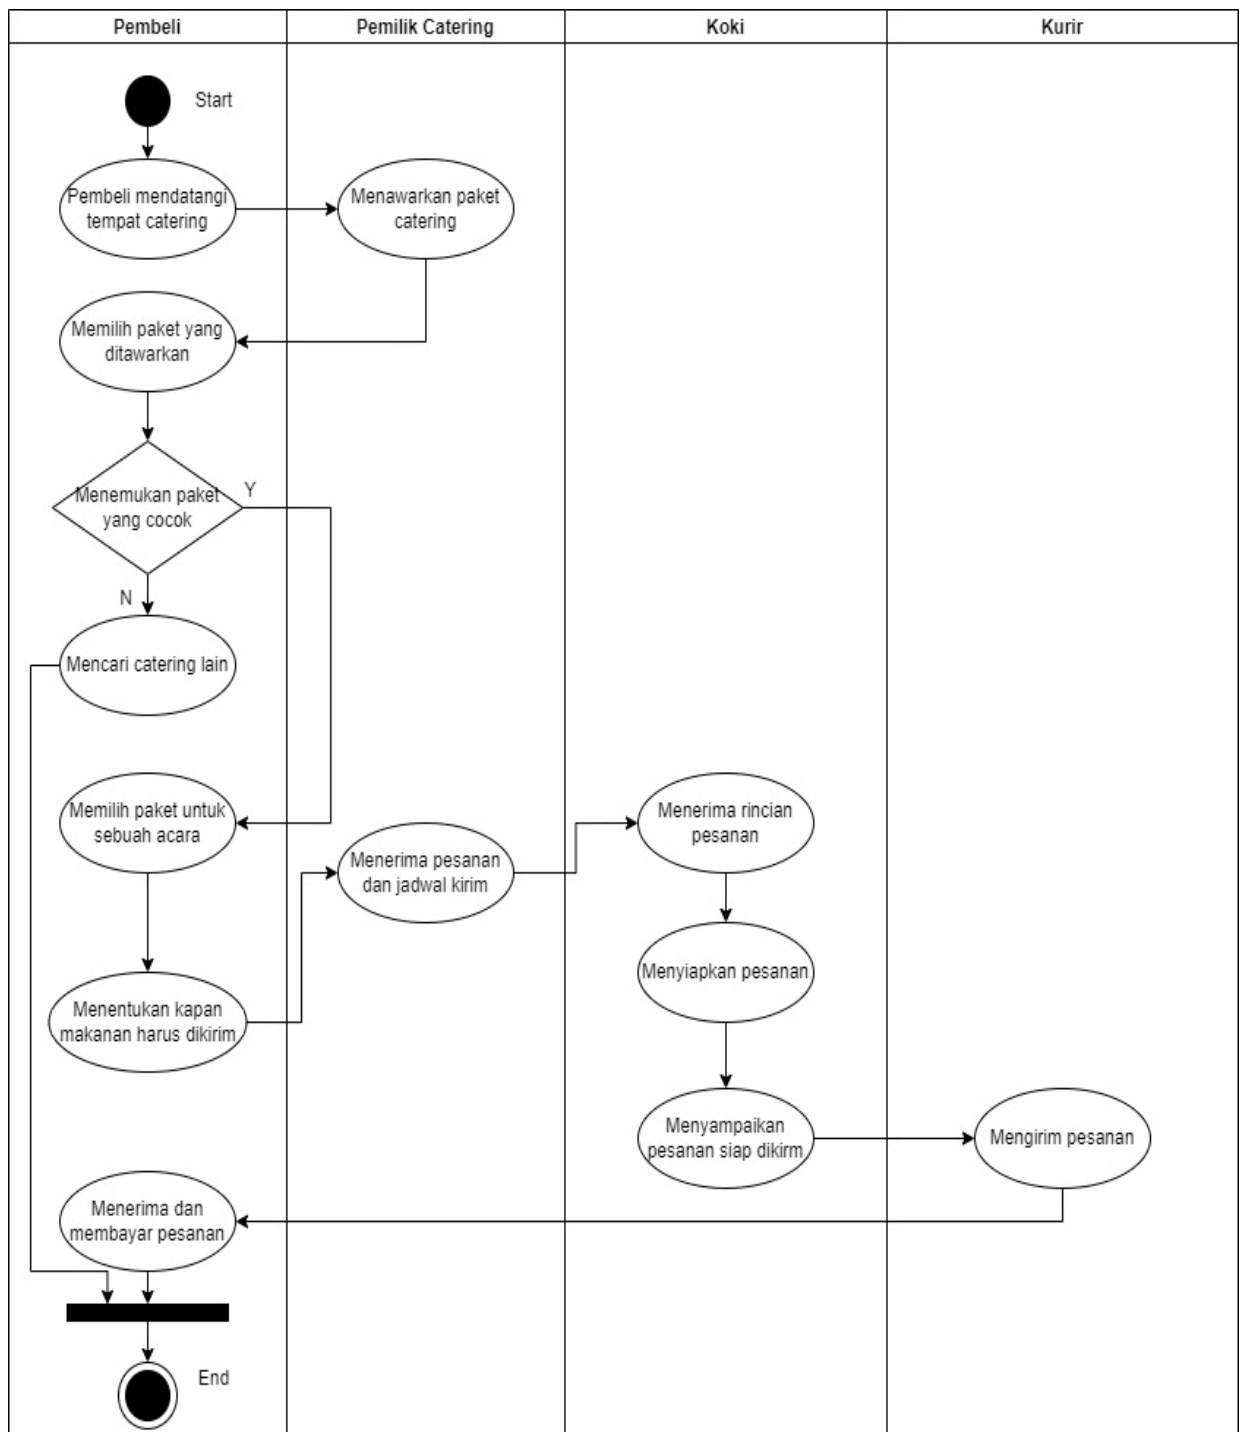 Pembeli
Pemilik Catering
Koki
Kurir
Start
Pembeli mendatangi
tempat catering
Menawarkan paket
catering
Memilih paket yang
ditawarkan
Menemukan paket
yang cocok
Y
N
Mencari catering lain
Memilih paket untuk
sebuah acara
Menerima rincian
pesanan
Menerima pesanan
dan jadwal kirim
Menyiapkan pesanan
Menentukan kapan
makanan harus dikirim
Menyampaikan
pesanan siap dikirm
Mengirim pesanan
Menerima dan
membayar pesanan
End